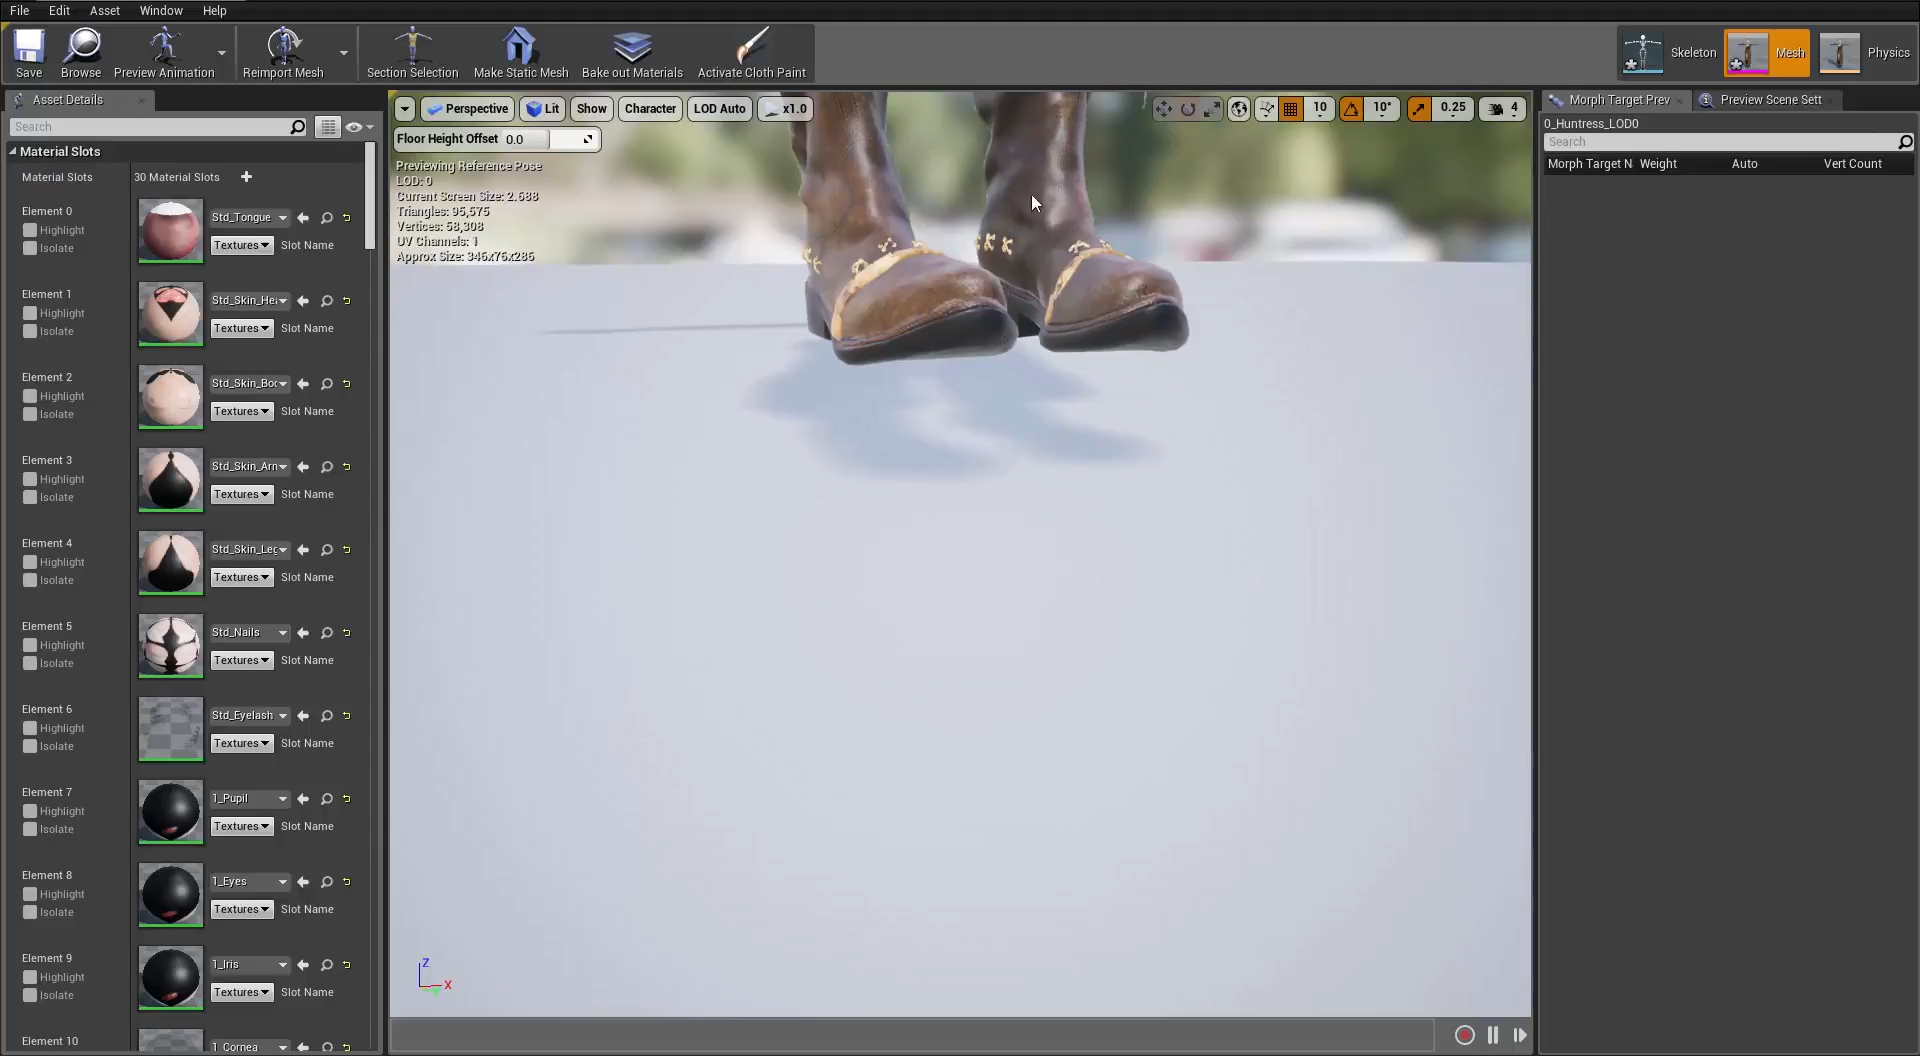 File Edit Asset Window Help
Save Browse Preview Animation Reimport Mesh Section Selection Make Static Mesh Bake out Materials Activate Cloth Paint
Skeleton Mesh Physics
Asset Details
Search
Material Slots
Material Slots 30 Material Slots
Element 0 Std_Tongue
Highlight
Isolate Textures Slot Name
Element 1 Std_Skin_He
Highlight
Isolate Textures Slot Name
Element 2 Std_Skin_Bo
Highlight
Isolate Textures Slot Name
Element 3 Std_Skin_Arn
Highlight
Isolate Textures Slot Name
Element 4 Std_Skin_Leg
Highlight
Isolate Textures Slot Name
Element 5 Std_Nails
Highlight
Isolate Textures Slot Name
Element 6 Std_Eyelash
Highlight
Isolate Textures Slot Name
Element 7 1_Pupil
Highlight
Isolate Textures Slot Name
Element 8 1_Eyes
Highlight
Isolate Textures Slot Name
Element 9 1_Iris
Highlight
Isolate Textures Slot Name
Element 10 1_Cornea
Perspective Lit Show Character LOD Auto x1.0
10 10° 0.25 4
Floor Height Offset 0.0
Previewing Reference Pose
LOD: 0
Current Screen Size: 2.688
Triangles: 95,575
Vertices: 58,308
UV Channels: 1
Approx Size: 346x76x286
Z
X
Morph Target Prev Preview Scene Sett
0_Huntress_LOD0
Search
Morph Target N Weight Auto Vert Count